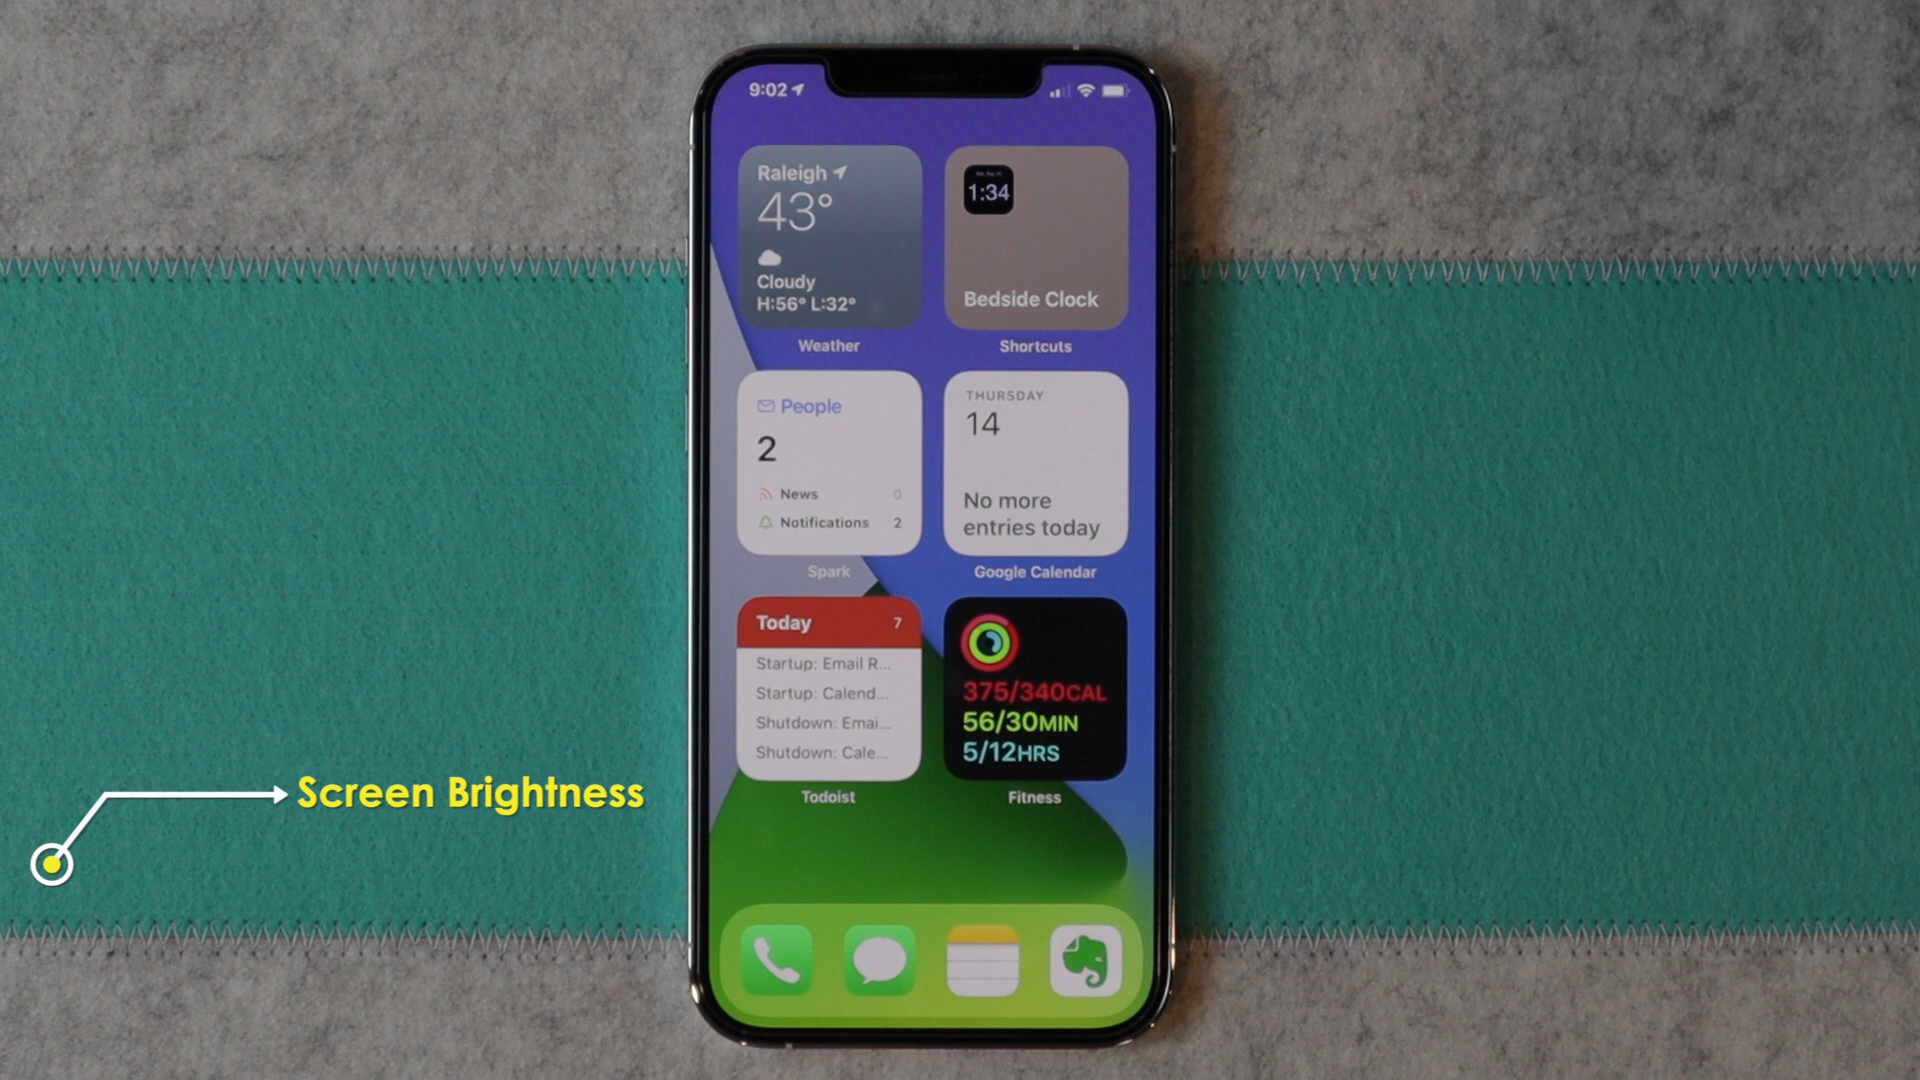 9:02
Raleigh
43°
Cloudy
H:56° L:32°
Weather
1:34
Bedside Clock
Shortcuts
People
2
News 0
Notifications 2
Spark
THURSDAY
14
No more
entries today
Google Calendar
Today 7
Startup: Email R...
Startup: Calend...
Shutdown: Emai...
Shutdown: Cale...
Todoist
375/340CAL
56/30MIN
5/12HRS
Fitness
Screen Brightness